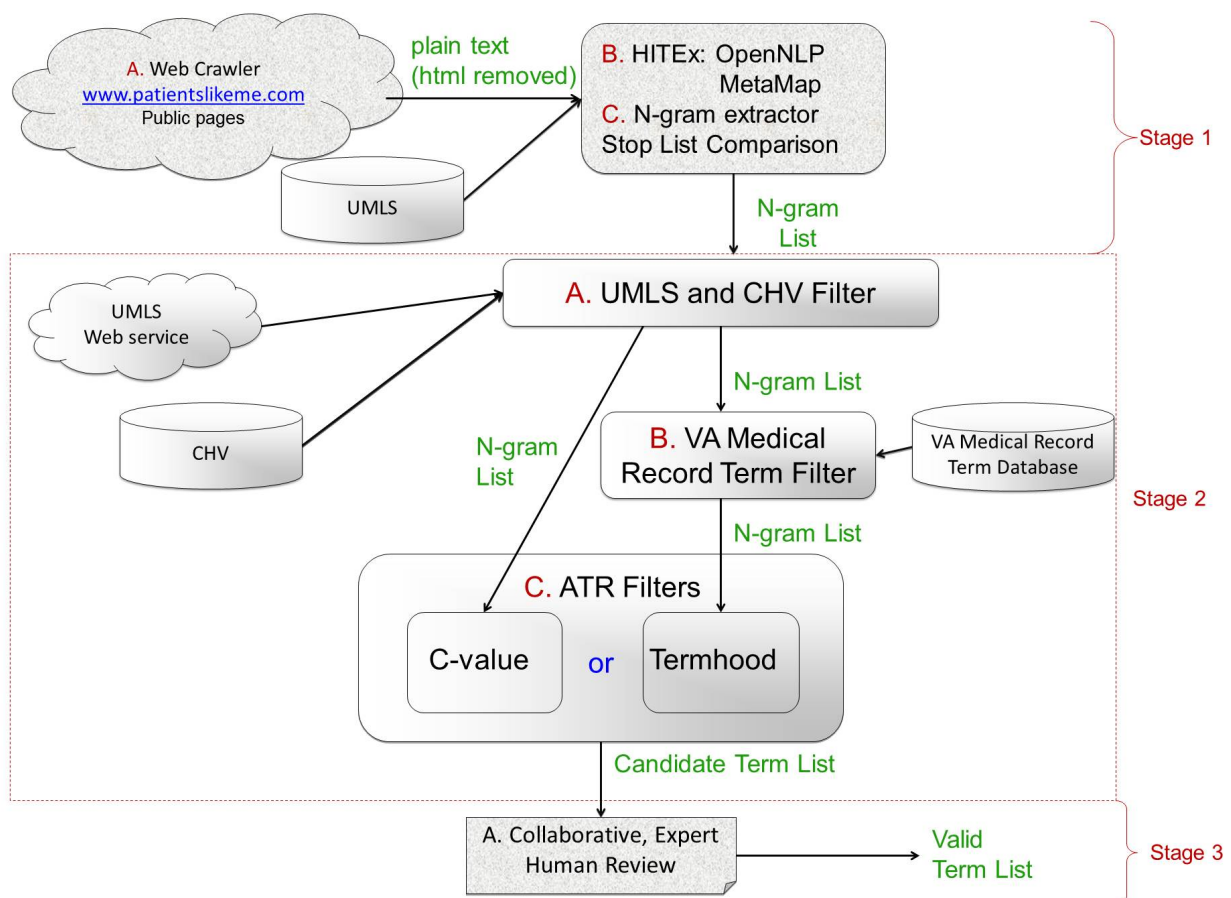 A. Web Crawler
www.patientslikeme.com
Public pages
plain text
(html removed)
B. HITEx: OpenNLP
MetaMap
C. N-gram extractor
Stop List Comparison
Stage 1
UMLS
N-gram
List
A. UMLS and CHV Filter
UMLS
Web service
CHV
N-gram List
N-gram
List
B. VA Medical
Record Term Filter
VA Medical Record
Term Database
Stage 2
N-gram List
C. ATR Filters
C-value
or
Termhood
Candidate Term List
A. Collaborative, Expert
Human Review
Valid
Term List
Stage 3